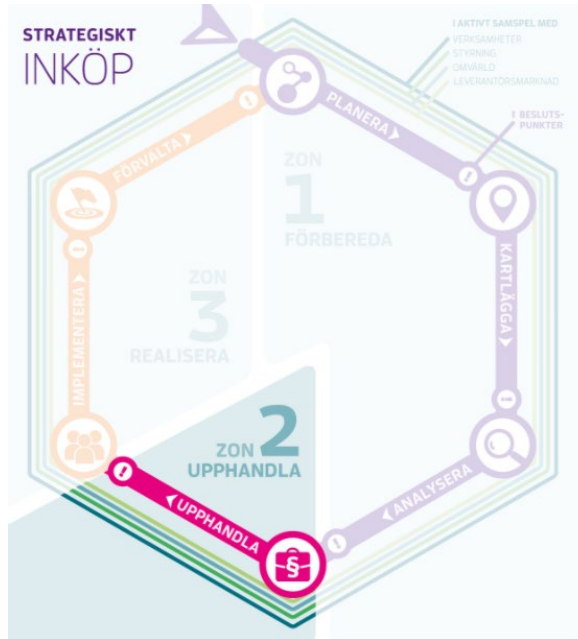 STRATEGISKT
INKÖP
I AKTIVT SAMSPEL MED
VERKSAMHETER
STYRNING
OMVÄRLD
LEVERANTÖRSMARKNAD
! BESLUTS-
PUNKTER
PLANERA
FÖRVALTA
ZON
1
FÖRBEREDA
KARTLÄGGA
ZON
3
REALISERA
IMPLEMENTERA
ZON 2
UPPHANDLA
ANALYSERA
UPPHANDLA
§